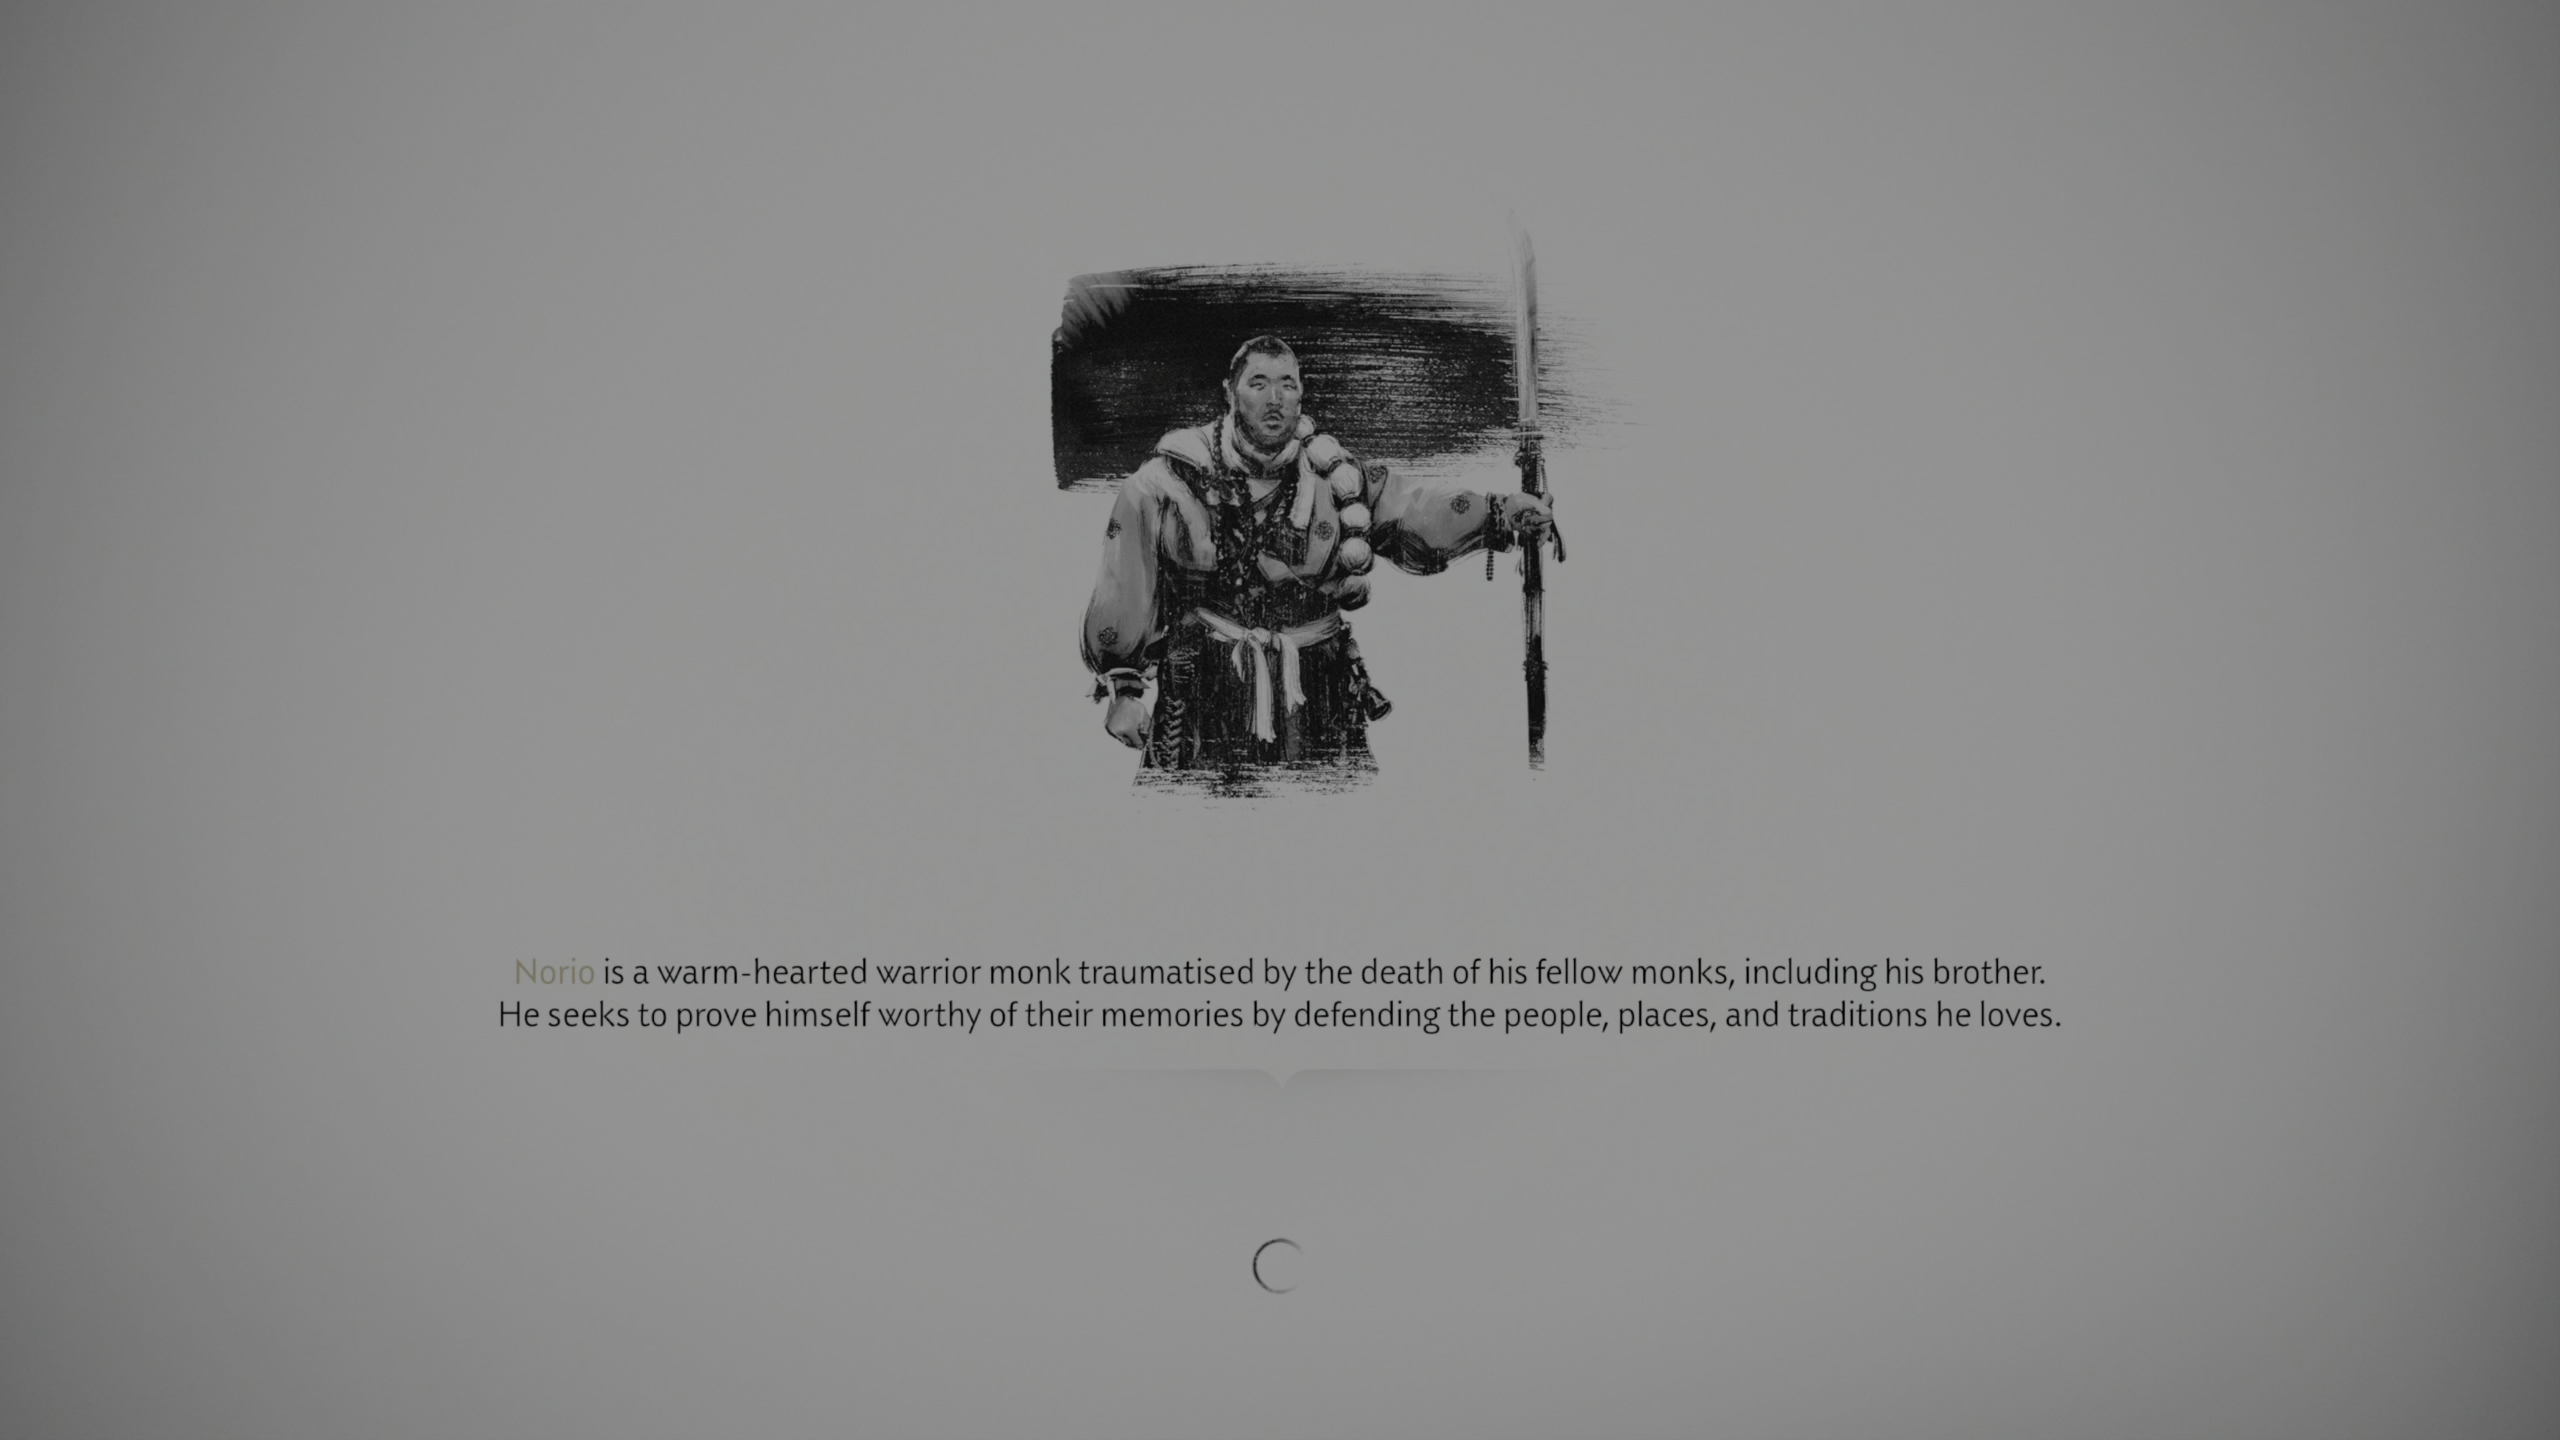 Norio is a warm-hearted warrior monk traumatised by the death of his fellow monks, including his brother.
He seeks to prove himself worthy of their memories by defending the people, places, and traditions he loves.